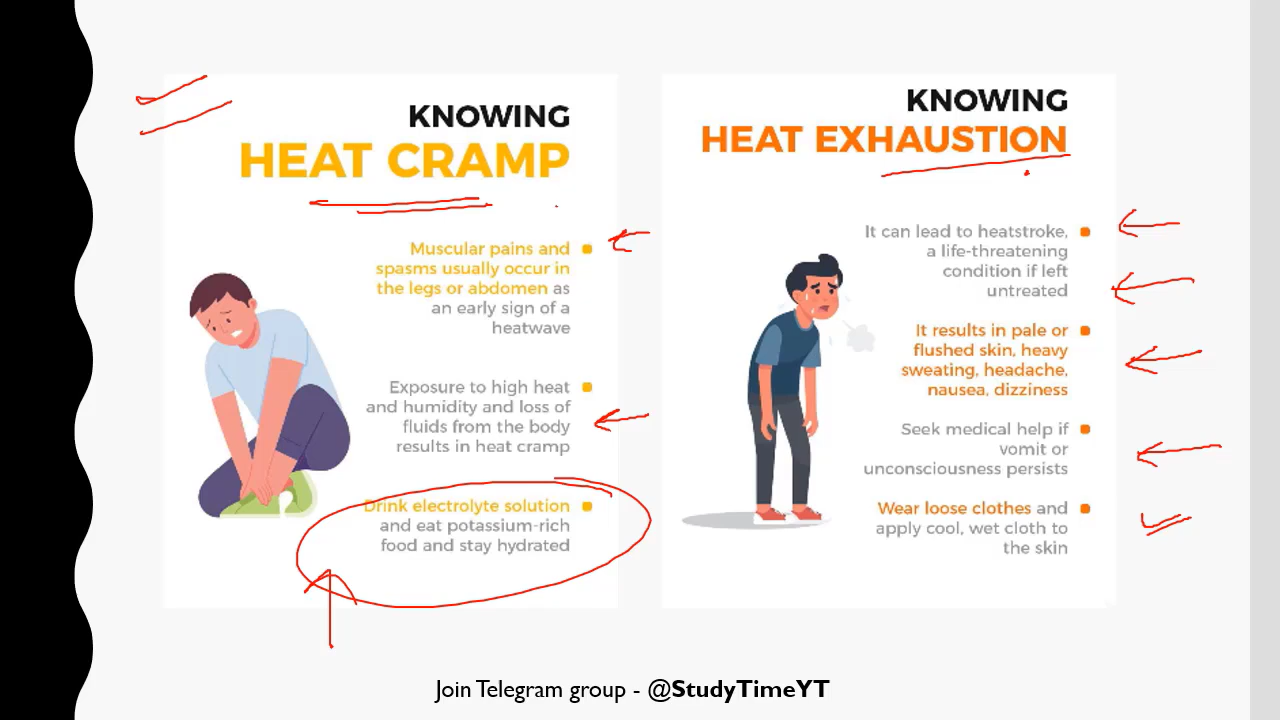 KNOWING
HEAT CRAMP
Muscular pains and
spasms usually occur in
the legs or abdomen as
an early sign of a
heatwave
Exposure to high heat
and humidity and loss of
fluids from the body
results in heat cramp
Drink electrolyte solution
and eat potassium-rich
food and stay hydrated
KNOWING
HEAT EXHAUSTION
It can lead to heatstroke,
a life-threatening
condition if left
untreated
It results in pale or
flushed skin, heavy
sweating, headache,
nausea, dizziness
Seek medical help if
vomit or
unconsciousness persists
Wear loose clothes and
apply cool, wet cloth to
the skin
Join Telegram group - @StudyTimeYT